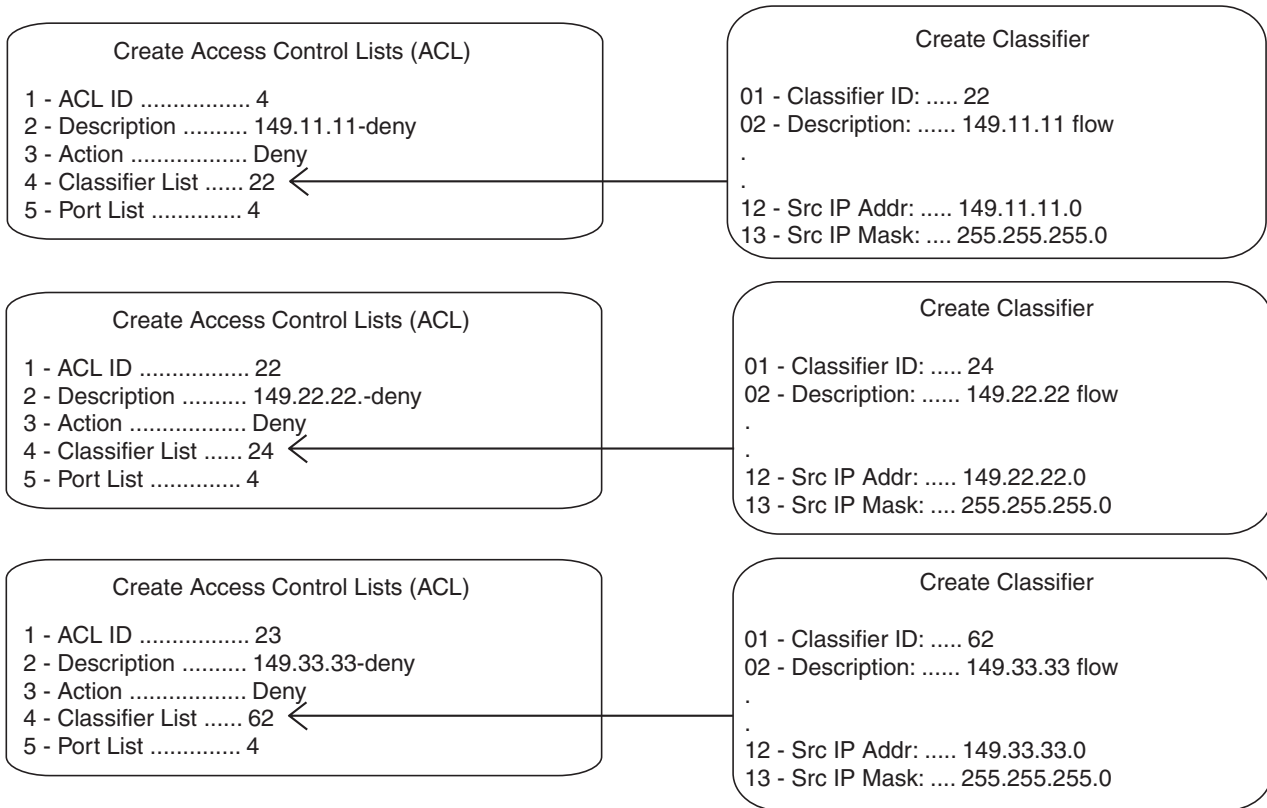 Create Access Control Lists (ACL)
1 - ACL ID ................. 4
2 - Description .......... 149.11.11-deny
3 - Action .................. Deny
4 - Classifier List ...... 22
5 - Port List .............. 4
Create Classifier
01 - Classifier ID: ..... 22
02 - Description: ...... 149.11.11 flow
.
.
12 - Src IP Addr: ..... 149.11.11.0
13 - Src IP Mask: .... 255.255.255.0
Create Access Control Lists (ACL)
1 - ACL ID ................. 22
2 - Description .......... 149.22.22.-deny
3 - Action .................. Deny
4 - Classifier List ...... 24
5 - Port List .............. 4
Create Classifier
01 - Classifier ID: ..... 24
02 - Description: ...... 149.22.22 flow
.
.
12 - Src IP Addr: ..... 149.22.22.0
13 - Src IP Mask: .... 255.255.255.0
Create Access Control Lists (ACL)
1 - ACL ID ................. 23
2 - Description .......... 149.33.33-deny
3 - Action .................. Deny
4 - Classifier List ...... 62
5 - Port List .............. 4
Create Classifier
01 - Classifier ID: ..... 62
02 - Description: ...... 149.33.33 flow
.
.
12 - Src IP Addr: ..... 149.33.33.0
13 - Src IP Mask: .... 255.255.255.0